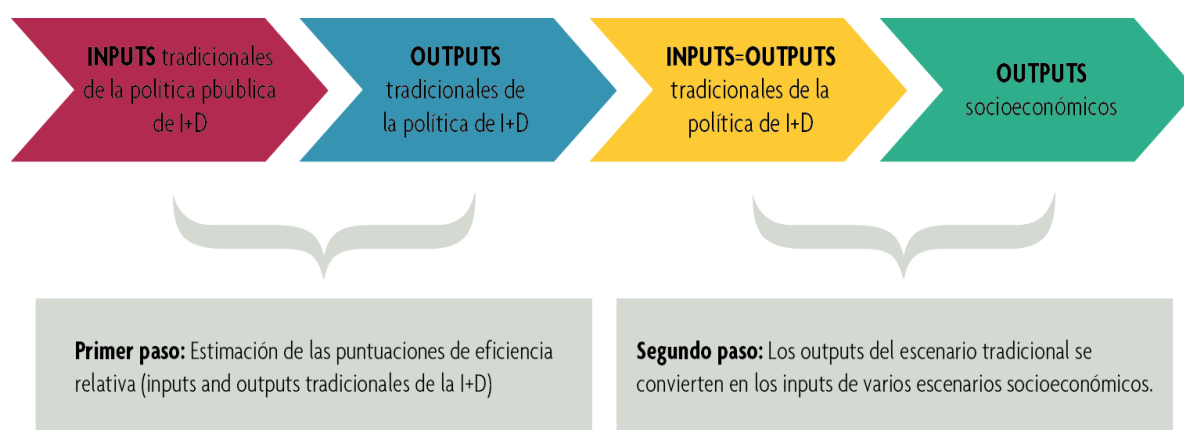 INPUTS tradicionales
de la política pbública
de I+D
OUTPUTS
tradicionales de
la política de I+D
INPUTS=OUTPUTS
tradicionales de la
política de I+D
OUTPUTS
socioeconómicos
Primer paso: Estimación de las puntuaciones de eficiencia
relativa (inputs and outputs tradicionales de la I+D)
Segundo paso: Los outputs del escenario tradicional se
convierten en los inputs de varios escenarios socioeconómicos.